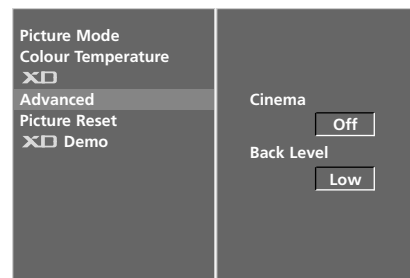 Picture Mode
Colour Temperature
XD
Advanced
Picture Reset
XD Demo
Cinema
Off
Back Level
Low